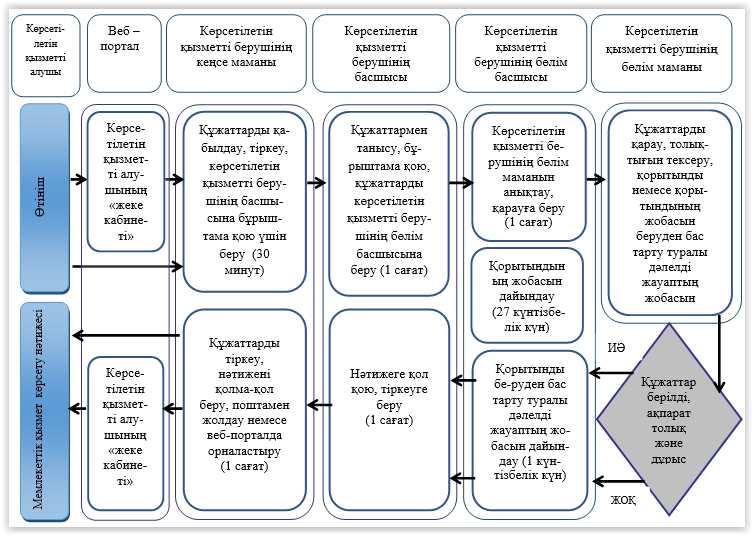 Көрсеті-
летін
қызметті
алушы
Веб –
портал
Көрсетілетін
қызметті берушінің
кеңсе маманы
Көрсетілетін
қызметті
берушінің
басшысы
Көрсетілетін
қызметті
берушінің бөлім
басшысы
Көрсетілетін
қызметті берушінің
бөлім маманы
Өтініш
Көрсе-
тілетін
қызмет-
ті алу-
шының
«жеке
кабине-
ті»
Құжаттарды қа-
былдау, тіркеу,
көрсетілетін
қызметті беру-
шінің басшы-
сына бұрыш-
тама қою үшін
беру (30
минут)
Құжаттармен
танысу, бұ-
рыштама қою,
құжаттарды
көрсетілетін
қызметті беру-
шінің бөлім
басшысына
беру (1 сағат)
Көрсетілетін
қызметті бе-
рушінің бөлім
маманын
анықтау,
қарауға беру
(1 сағат)
Құжаттарды
қарау, толық-
тығын тексеру,
қорытынды
немесе қоры-
тындының
жобасын
беруден бас
тарту туралы
дәлелді
жауаптың
жобасын
Қорытындын
ың жобасын
дайындау
(27 күнтізбе-
лік күн)
Мемлекеттік қызмет көрсету нәтижесі
Көрсе-
тілетін
қызмет-
ті алу-
шының
«жеке
кабине-
ті»
Құжаттарды
тіркеу,
нәтижені
қолма-қол
беру, поштамен
жолдау немесе
веб-порталда
орналастыру
(1 сағат)
Нәтижеге қол
қою, тіркеуге
беру
(1 сағат)
Қорытынды
бе-руден бас
тарту туралы
дәлелді
жауаптың жо-
басын дайын-
дау (1 күн-
тізбелік күн)
ИӘ
Құжаттар
берілді,
ақпарат
толық
және
дұрыс
ЖОҚ